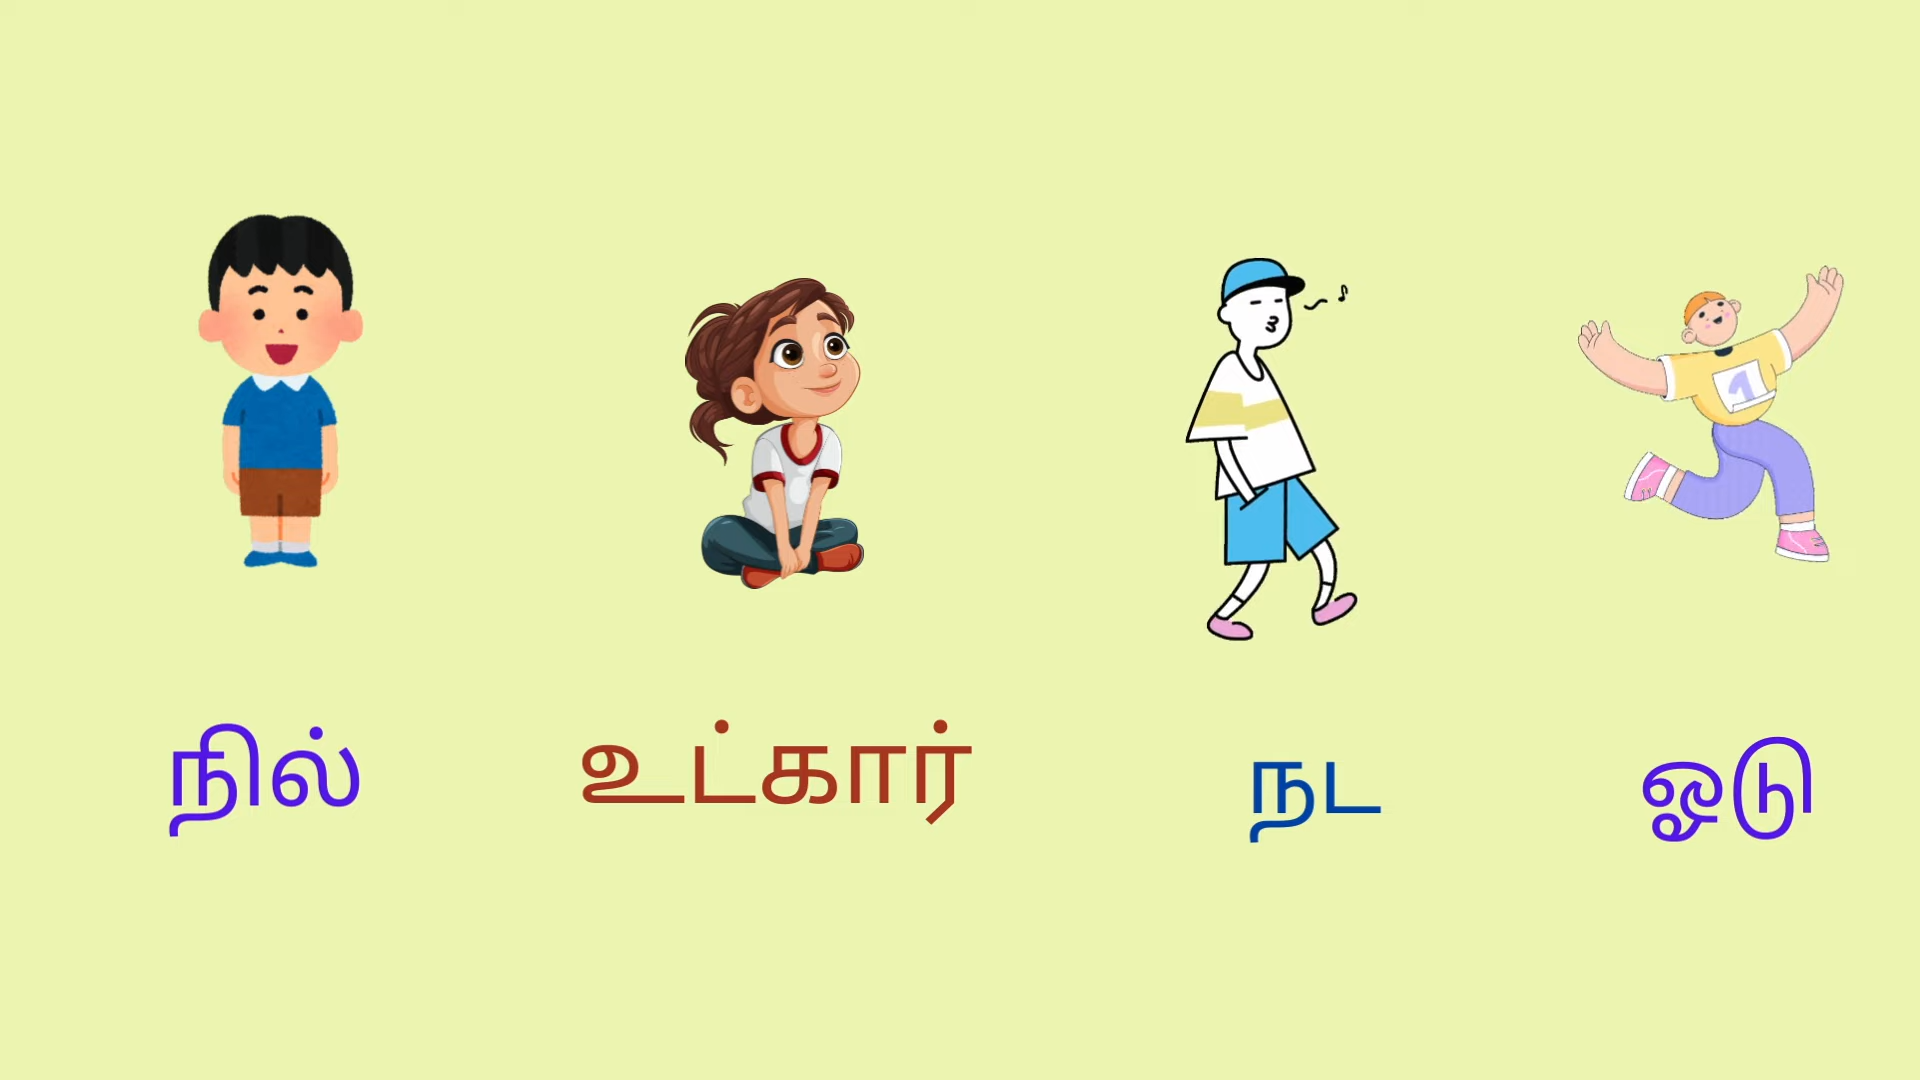 நில் உட்கார் நட ஓடு